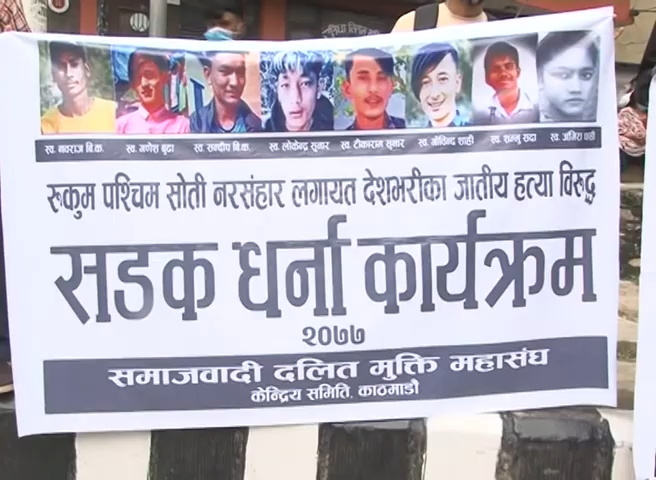 स्व. नवराज बि.क. स्व. गणेश बुढा स्व. सन्दीप बि.क. स्व. लोकेन्द्र सुनार स्व. टीकाराम सुनार स्व. गोविन्द शाही स्व. शम्भु सदा स्व. अंगिरा पासी
रुकुम पश्चिम सोती नरसंहार लगायत देशभरीका जातीय हत्या विरुद्ध
सडक धर्ना कार्यक्रम
२०७७
समाजवादी दलित मुक्ति महासंघ
केन्द्रिय समिति, काठमाडौं